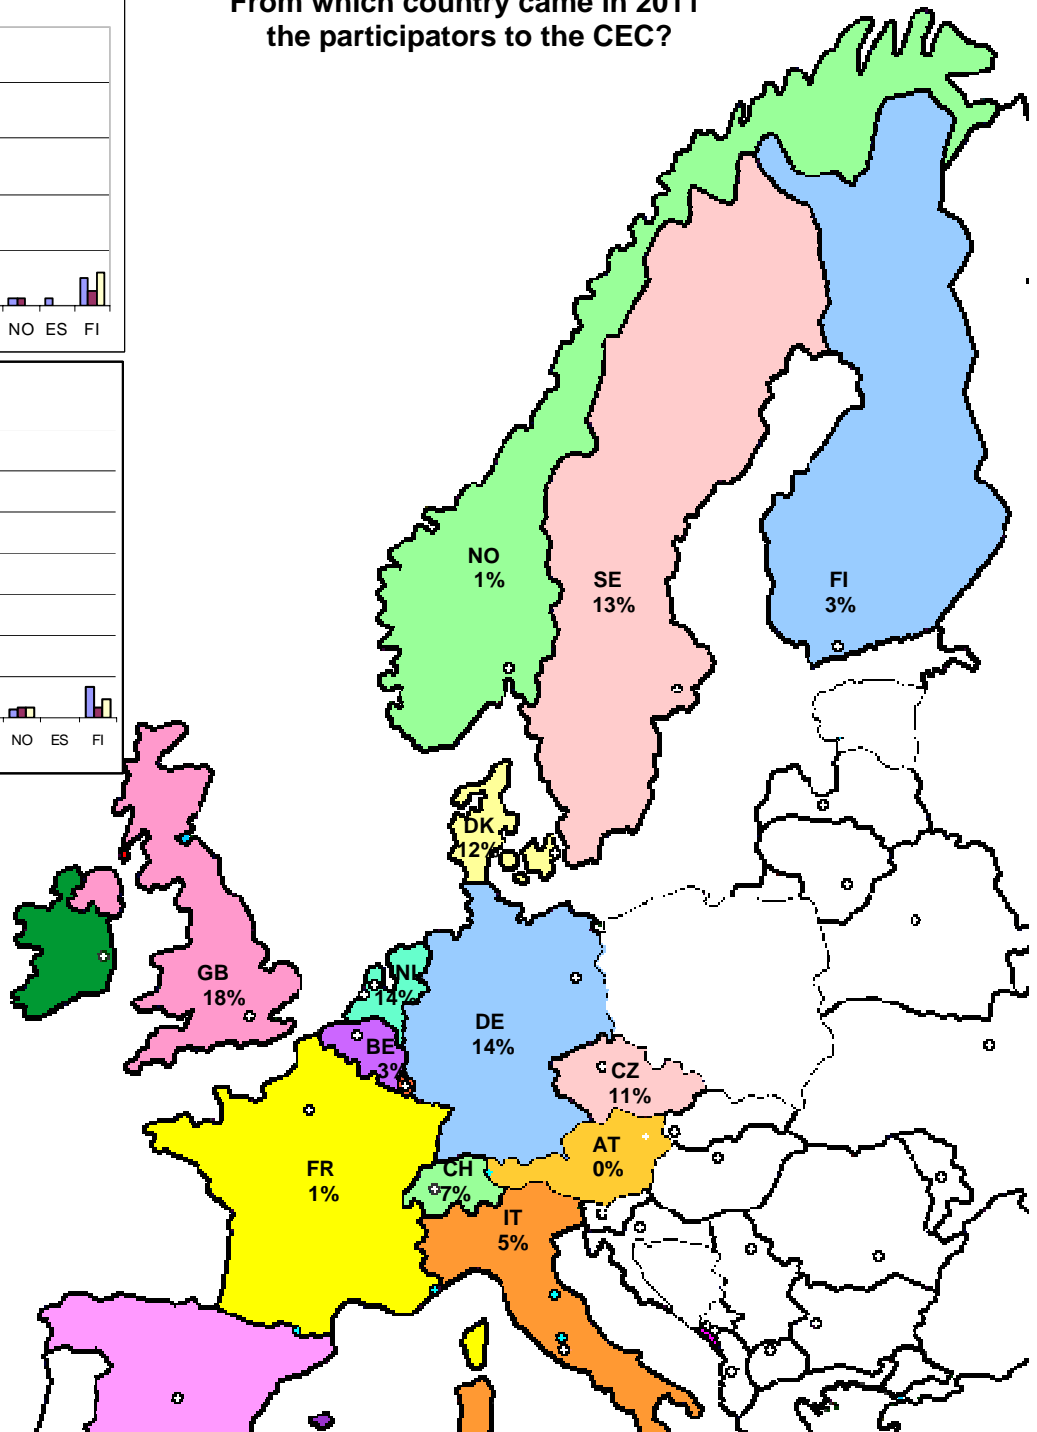 From which country came in 2011
the participators to the CEC?
NO ES FI
NO ES FI
NO
1%
SE
13%
FI
3%
DK
12%
GB
18%
NL
14%
DE
14%
BE
3%
CZ
11%
AT
0%
FR
1%
CH
7%
IT
5%